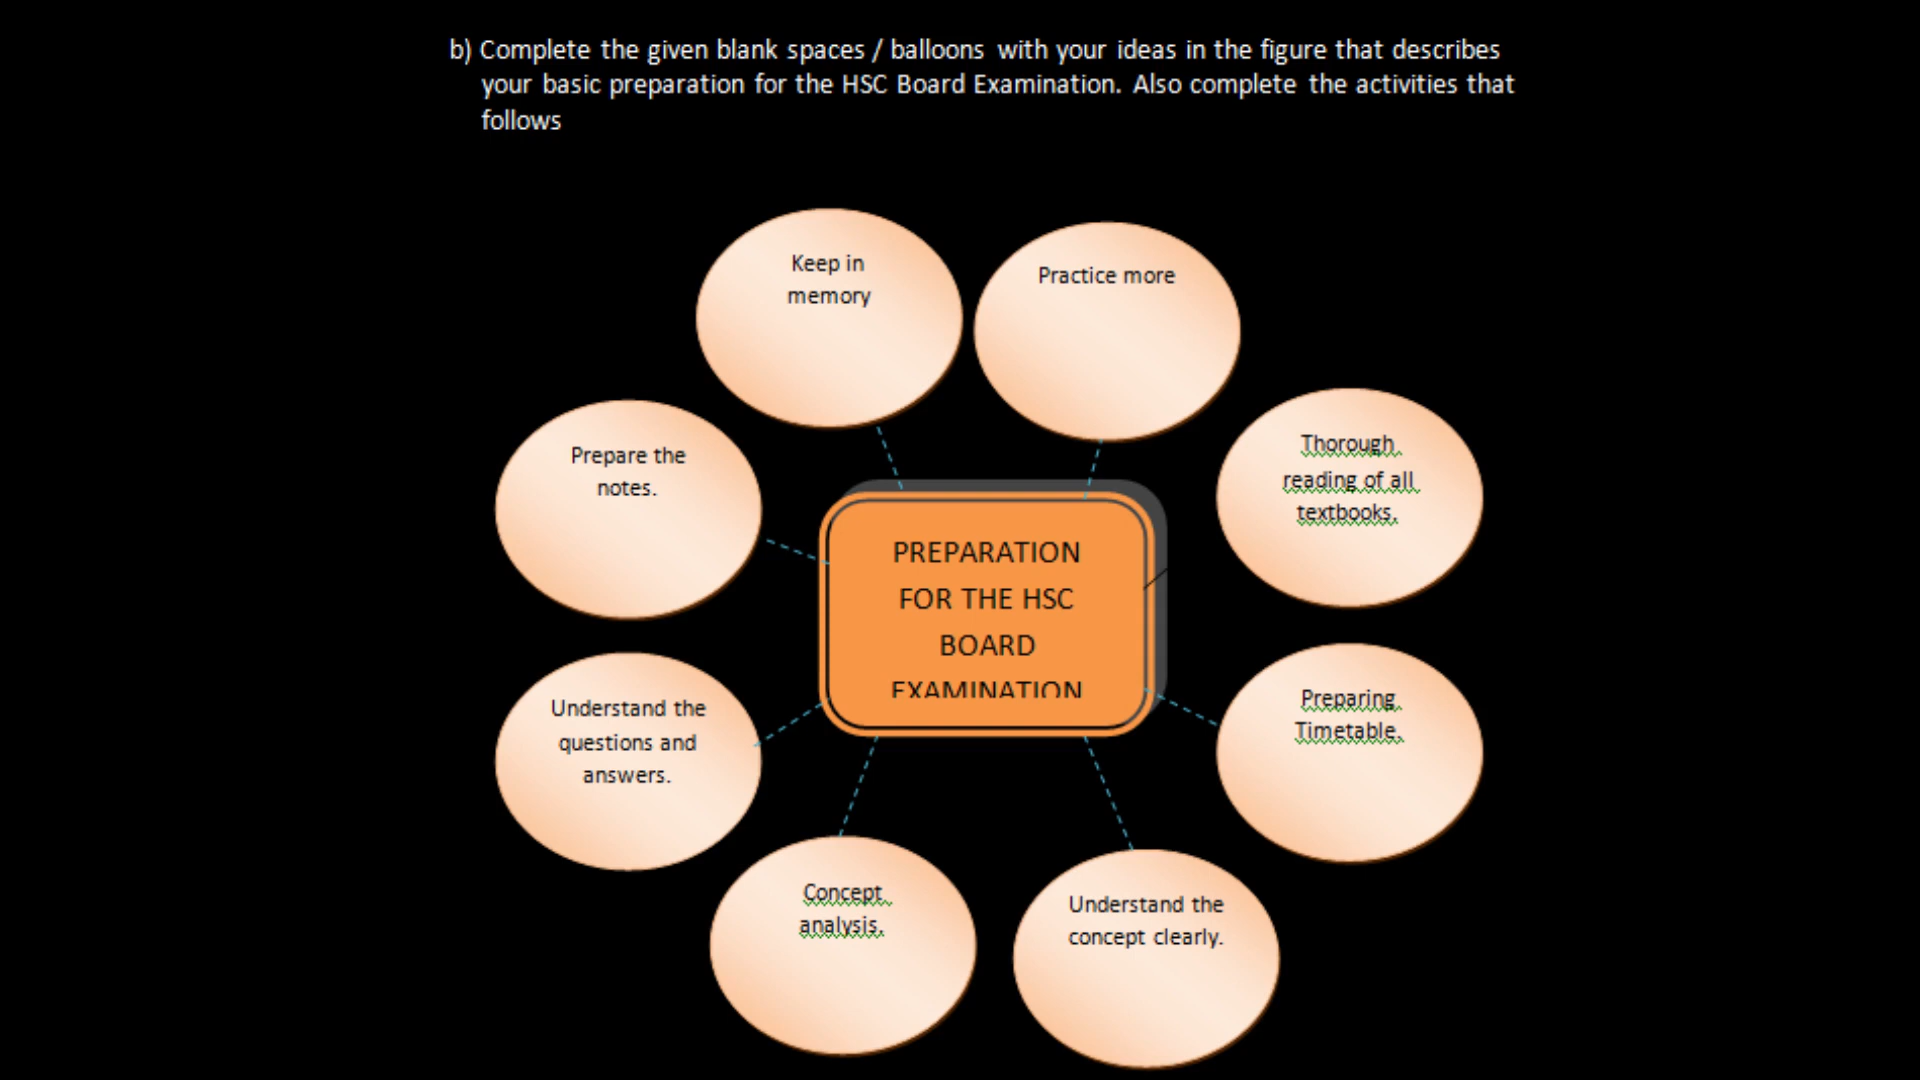 b) Complete the given blank spaces / balloons with your ideas in the figure that describes
your basic preparation for the HSC Board Examination. Also complete the activities that
follows
Keep in
memory
Practice more
Thorough
reading of all
textbooks.
Prepare the
notes.
PREPARATION
FOR THE HSC
BOARD
EXAMINATION
Preparing
Timetable.
Understand the
questions and
answers.
Concept
analysis.
Understand the
concept clearly.